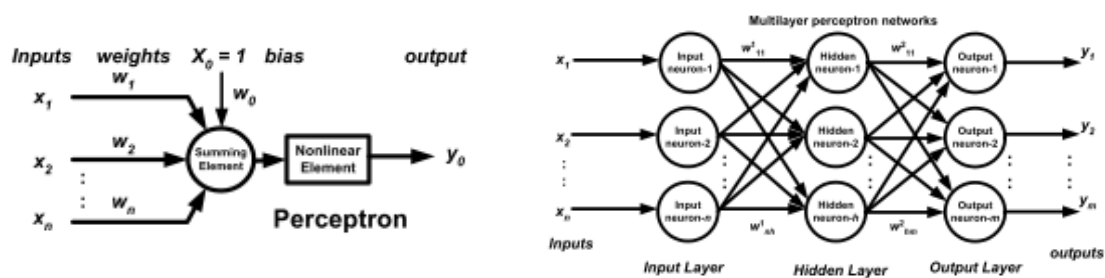 Inputs weights X0 = 1 bias output
w1
w0
x1
w2
Summing Element
Nonlinear Element
y0
x2
wn
xn
Perceptron
Multilayer perceptron networks
x1
Input neuron-1
w¹11
Hidden neuron-1
w²11
Output neuron-1
y1
x2
Input neuron-2
Hidden neuron-2
Output neuron-2
y2
xn
Input neuron-n
w¹nh
Hidden neuron-h
w²hm
Output neuron-m
ym
Inputs
outputs
Input Layer Hidden Layer Output Layer